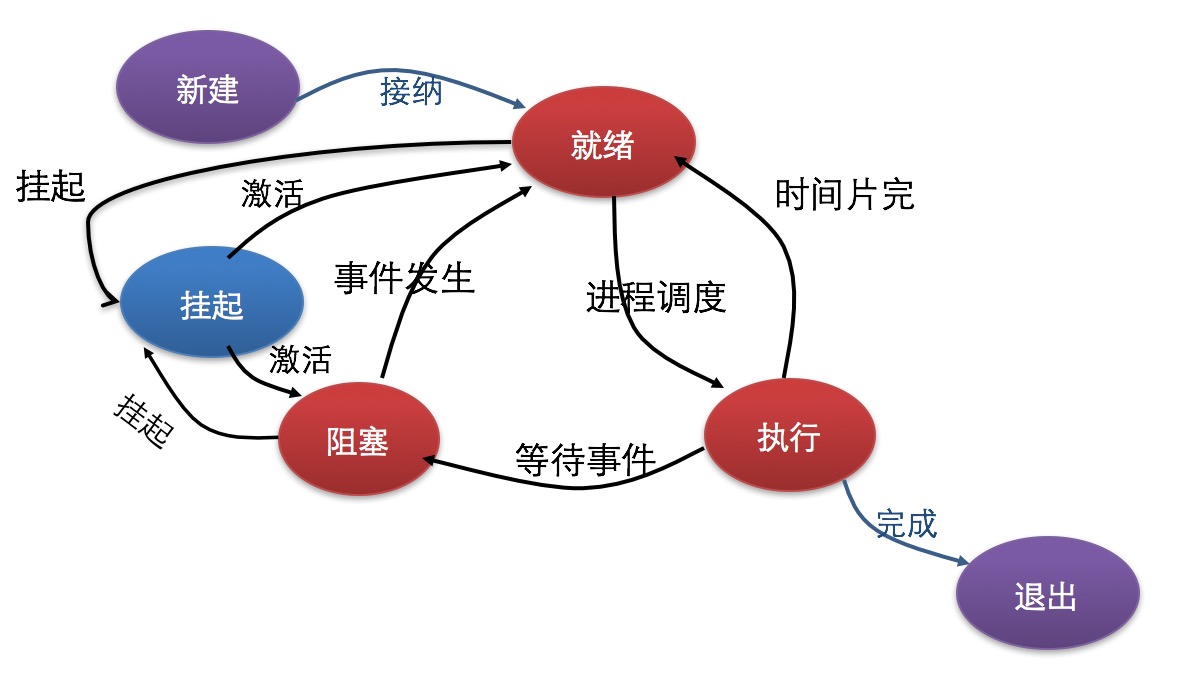 新建
接纳
就绪
挂起
激活
时间片完
事件发生
进程调度
挂起
激活
挂起
阻塞
等待事件
执行
完成
退出